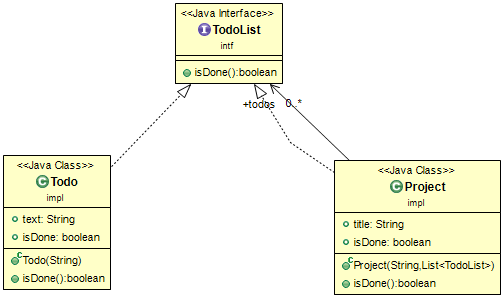 <<Java Interface>>
TodoList
intf
isDone():boolean
+todos 0..*
<<Java Class>>
Todo
impl
text: String
isDone: boolean
Todo(String)
isDone():boolean
<<Java Class>>
Project
impl
title: String
isDone: boolean
Project(String,List<TodoList>)
isDone():boolean